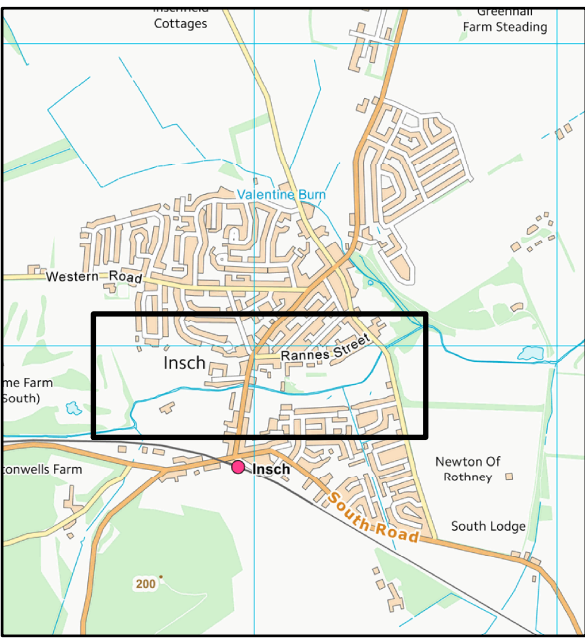 Cottages
Greenhall
Farm Steading
Valentine Burn
Western Road
Rannes Street
Insch
me Farm
South)
tonwells Farm
Insch
Newton Of
Rothney
South Road
South Lodge
200